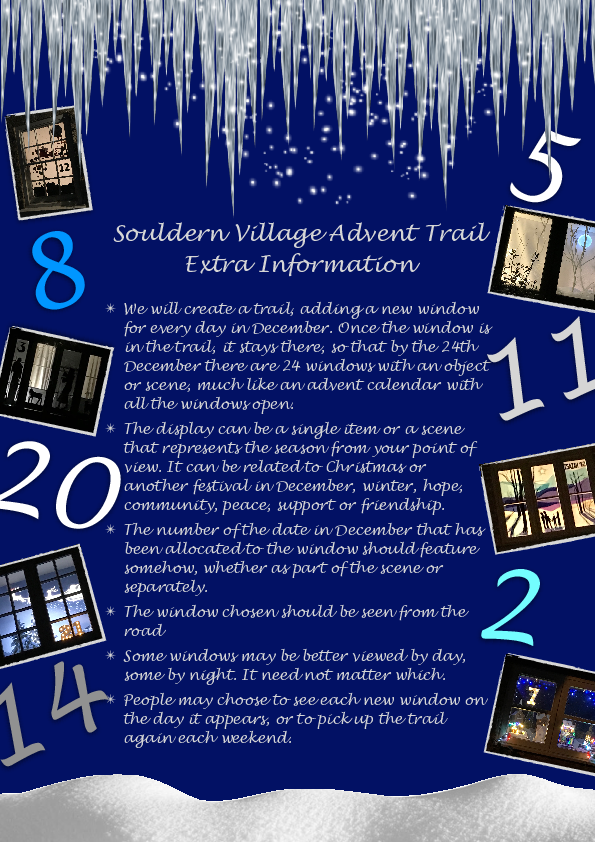 5
Souldern Village Advent Trail
Extra Information
8
✴ We will create a trail, adding a new window
for every day in December. Once the window is
in the trail, it stays there, so that by the 24th
December there are 24 windows with an object
or scene, much like an advent calendar with
all the windows open.
11
✴ The display can be a single item or a scene
that represents the season from your point of
view. It can be related to Christmas or
another festival in December, winter, hope,
community, peace, support or friendship.
20
✴ The number of the date in December that has
been allocated to the window should feature
somehow, whether as part of the scene or
separately.
2
✴ The window chosen should be seen from the
road
✴ Some windows may be better viewed by day,
some by night. It need not matter which.
14
✴ People may choose to see each new window on
the day it appears, or to pick up the trail
again each weekend.
12
3
7